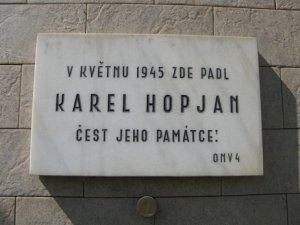 V KVĚTNU 1945 ZDE PADL
KAREL HOPJAN
ČEST JEHO PAMÁTCE!
ONV4